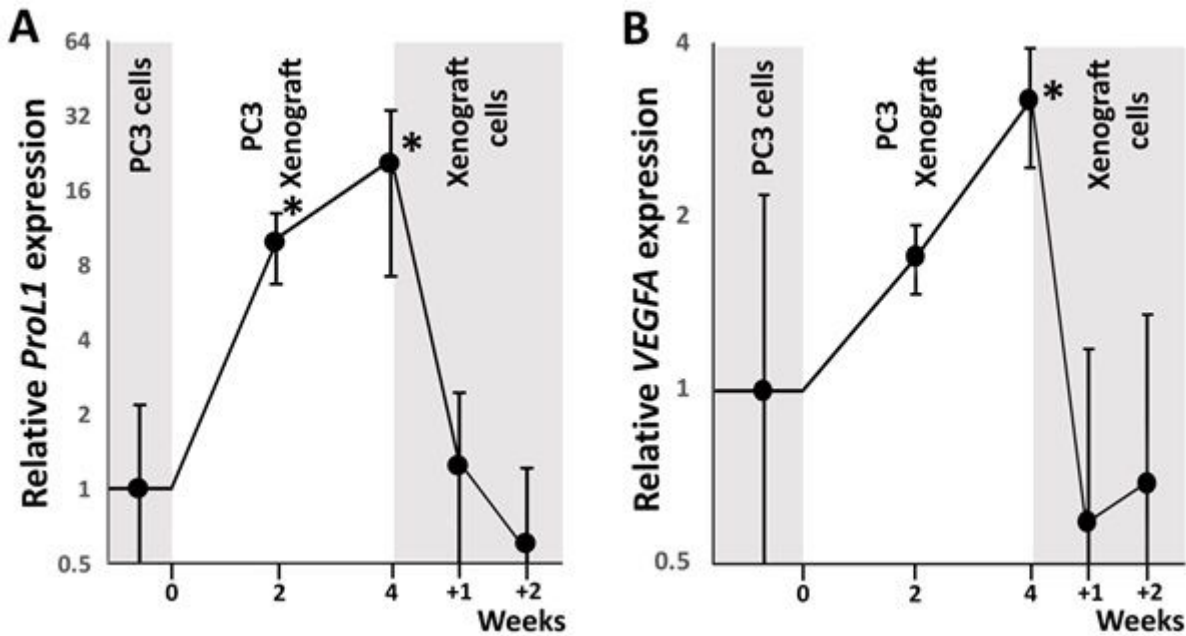 A
Relative ProL1 expression
64
32
16
8
4
2
1
0.5
PC3 cells
PC3
Xenograft
Xenograft
cells
*
*
0
2
4
+1
+2
Weeks
B
Relative VEGFA expression
4
2
1
0.5
PC3 cells
PC3
Xenograft
Xenograft
cells
*
0
2
4
+1
+2
Weeks